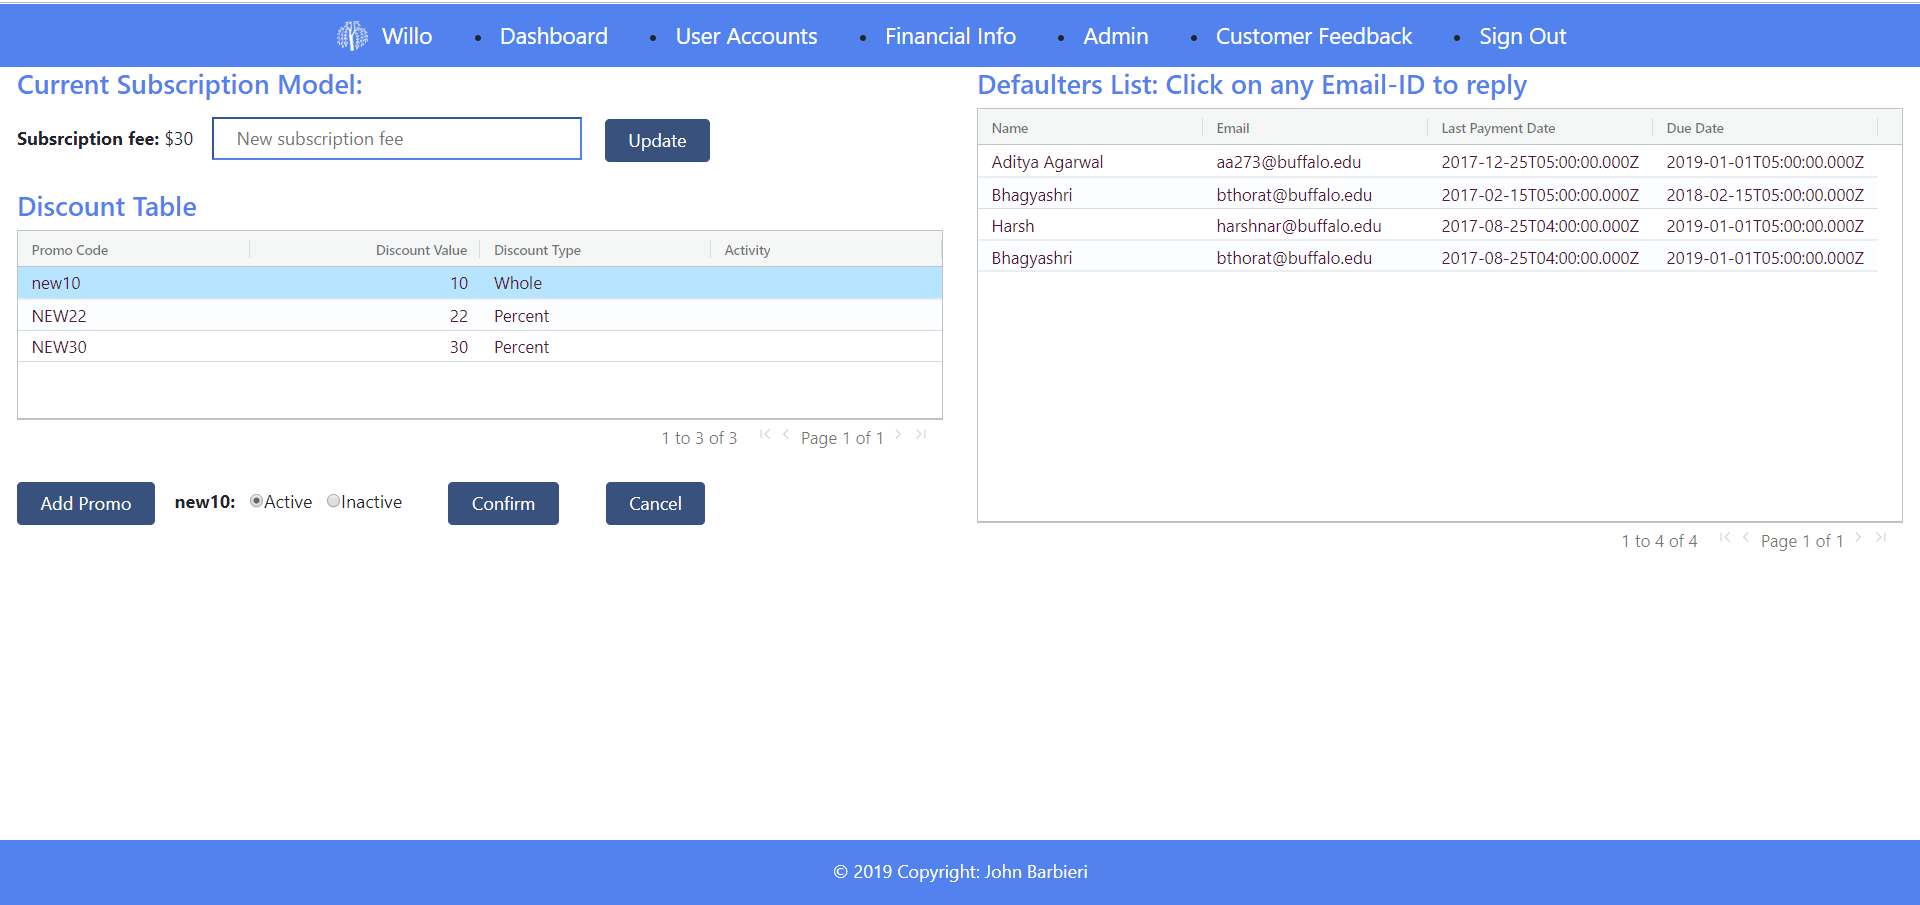 Willo • Dashboard • User Accounts • Financial Info • Admin • Customer Feedback • Sign Out
Current Subscription Model:
Subsrciption fee: $30 New subscription fee Update
Discount Table
Promo Code Discount Value Discount Type Activity
new10 10 Whole
NEW22 22 Percent
NEW30 30 Percent
1 to 3 of 3 Page 1 of 1
Add Promo new10: Active Inactive Confirm Cancel
Defaulters List: Click on any Email-ID to reply
Name Email Last Payment Date Due Date
Aditya Agarwal aa273@buffalo.edu 2017-12-25T05:00:00.000Z 2019-01-01T05:00:00.000Z
Bhagyashri bthorat@buffalo.edu 2017-02-15T05:00:00.000Z 2018-02-15T05:00:00.000Z
Harsh harshnar@buffalo.edu 2017-08-25T04:00:00.000Z 2019-01-01T05:00:00.000Z
Bhagyashri bthorat@buffalo.edu 2017-08-25T04:00:00.000Z 2019-01-01T05:00:00.000Z
1 to 4 of 4 Page 1 of 1
© 2019 Copyright: John Barbieri